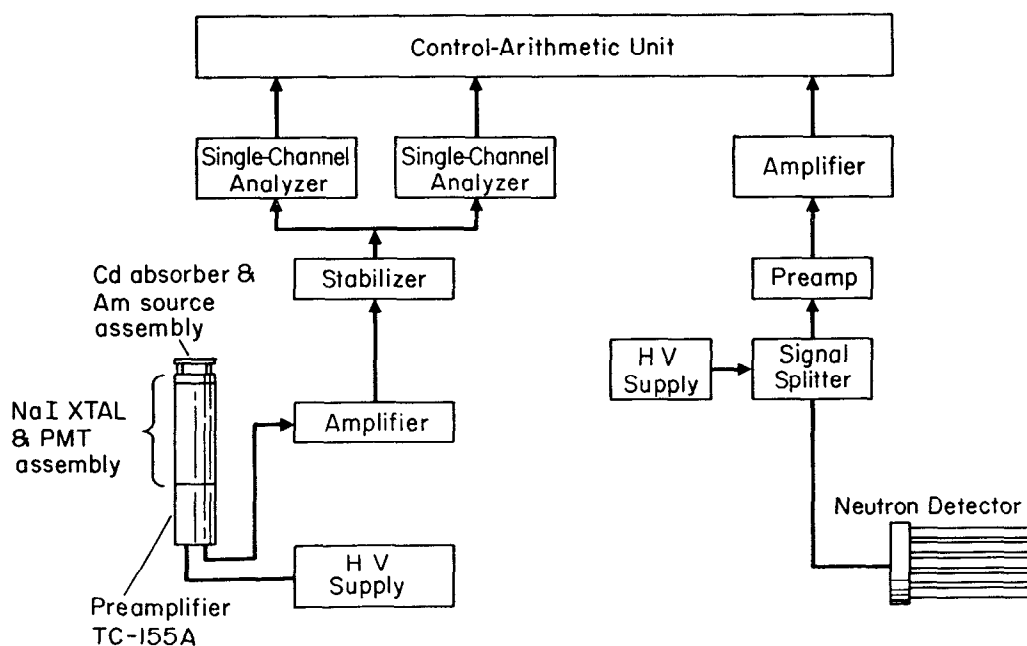 Control-Arithmetic Unit
Single-Channel
Analyzer
Single-Channel
Analyzer
Amplifier
Cd absorber &
Am source
assembly
Stabilizer
Preamp
NaI XTAL
& PMT
assembly
Amplifier
H V
Supply
Signal
Splitter
Neutron Detector
H V
Supply
Preamplifier
TC-155A